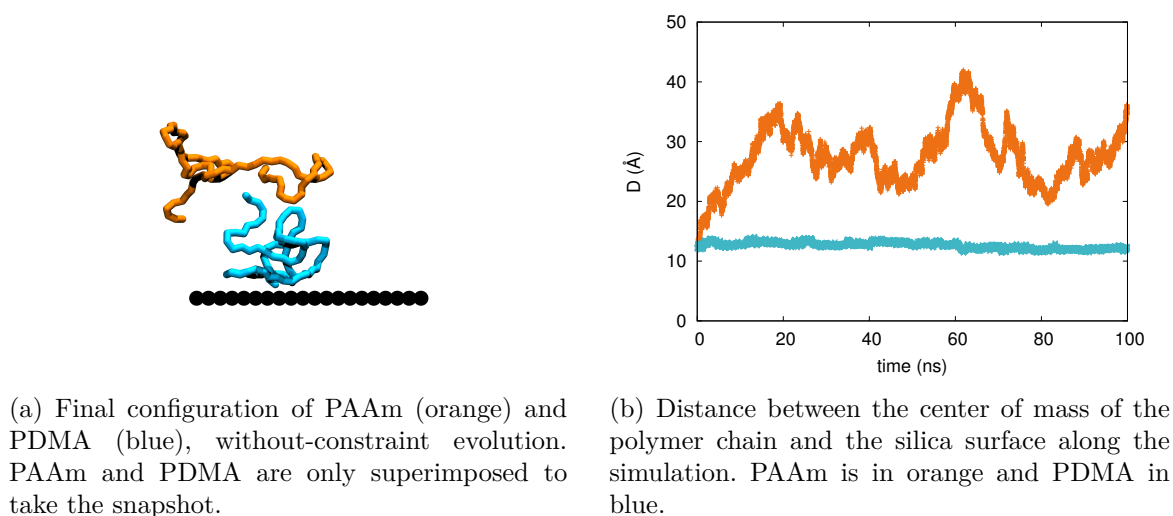 50
40
30
20
10
0
D (Å)
0 20 40 60 80 100
time (ns)
(a) Final configuration of PAAm (orange) and
PDMA (blue), without-constraint evolution.
PAAm and PDMA are only superimposed to
take the snapshot.
(b) Distance between the center of mass of the
polymer chain and the silica surface along the
simulation. PAAm is in orange and PDMA in
blue.